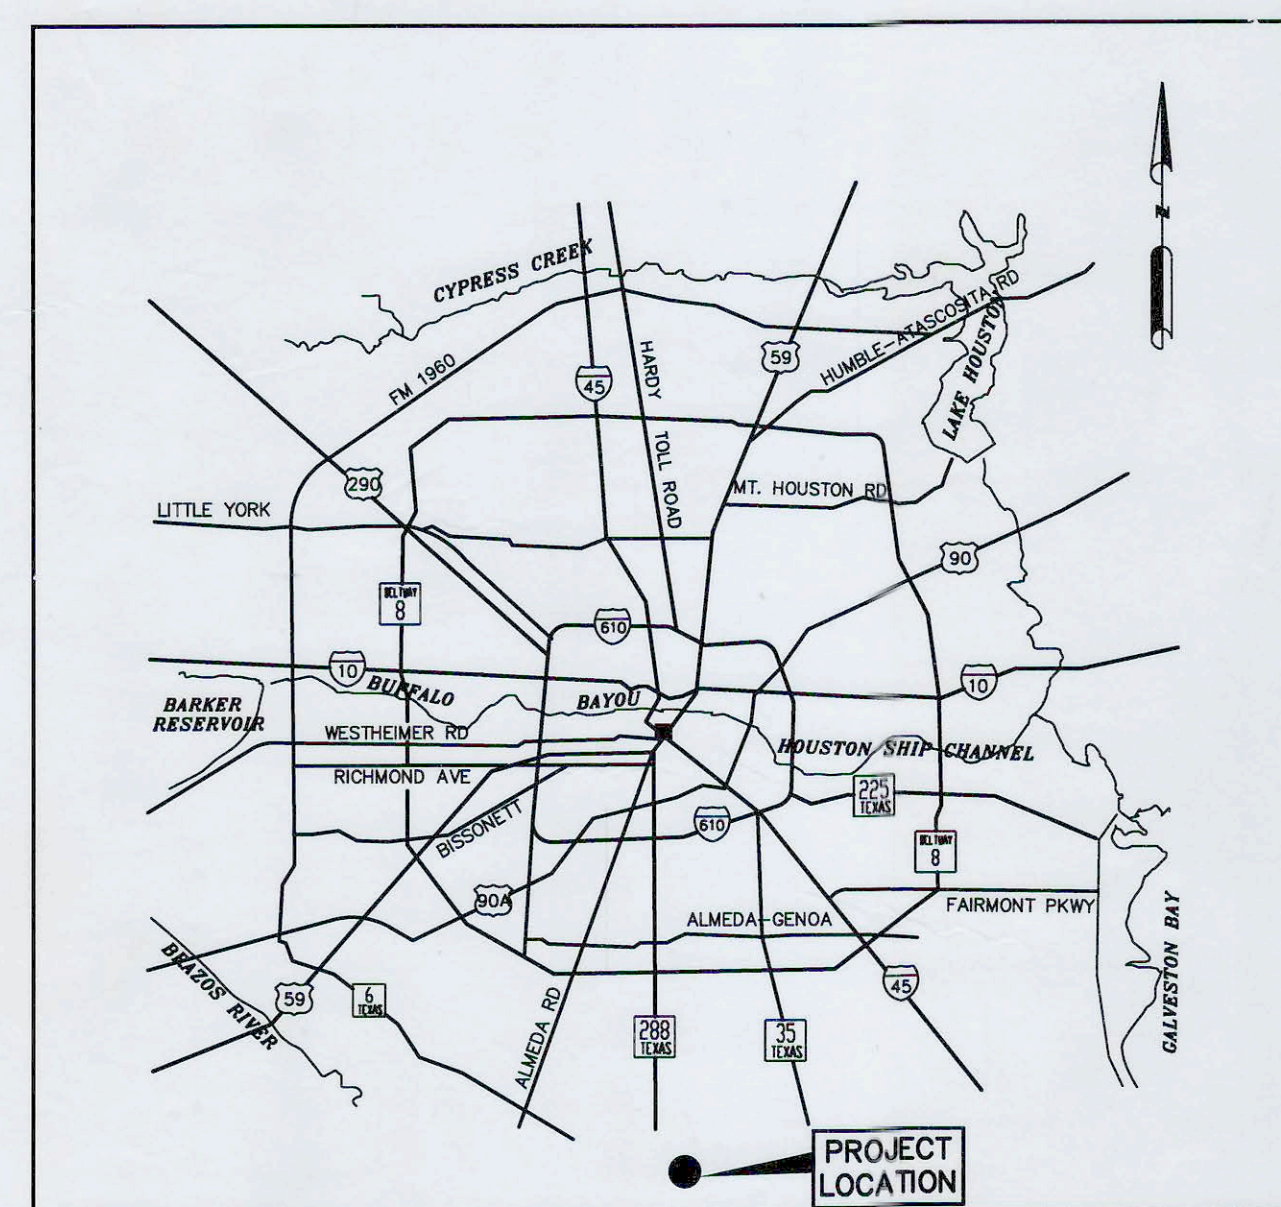 N
CYPRESS CREEK
FM 1960
45
HARDY
TOLL ROAD
59
HUMBLE-ATASCOSITA RD
LAKE HOUSTON
290
LITTLE YORK
MT. HOUSTON RD
90
BELTWAY
8
610
10
BUFFALO
BAYOU
10
BARKER
RESERVOIR
WESTHEIMER RD
HOUSTON SHIP CHANNEL
RICHMOND AVE
225
TEXAS
BISSONETT
610
BELTWAY
8
90A
ALMEDA-GENOA
FAIRMONT PKWY
GALVESTON BAY
BRAZOS RIVER
59
6
TEXAS
ALMEDA RD
288
TEXAS
35
TEXAS
45
PROJECT
LOCATION